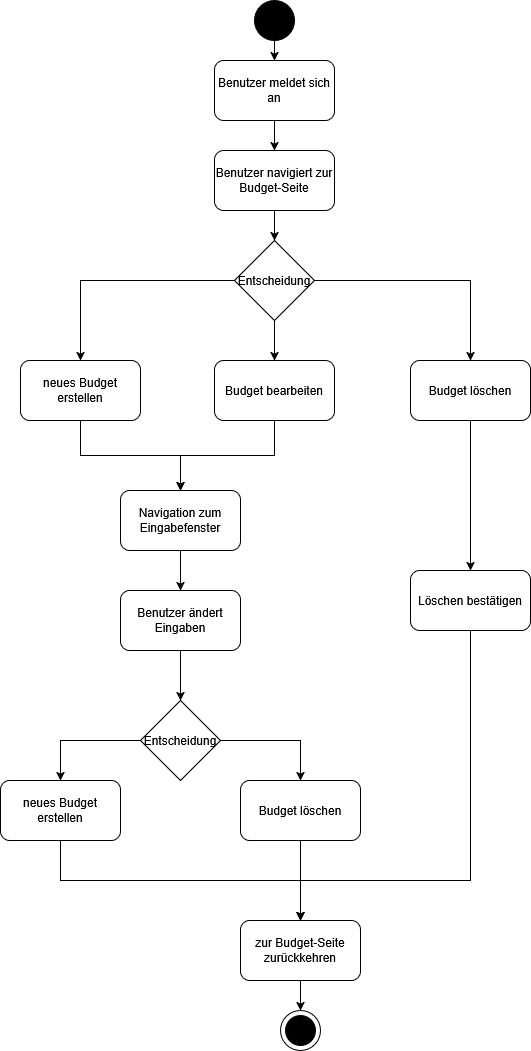 Benutzer meldet sich
an
Benutzer navigiert zur
Budget-Seite
Entscheidung
neues Budget
erstellen
Budget bearbeiten
Budget löschen
Navigation zum
Eingabefenster
Benutzer ändert
Eingaben
Löschen bestätigen
Entscheidung
neues Budget
erstellen
Budget löschen
zur Budget-Seite
zurückkehren